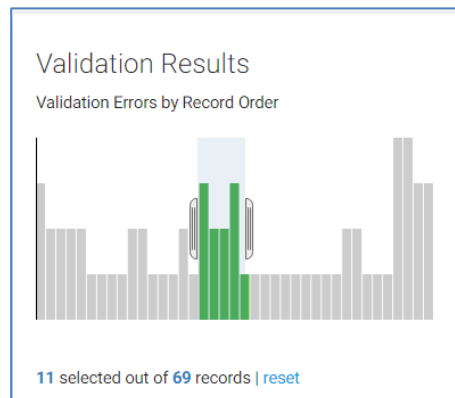 Validation Results
Validation Errors by Record Order
11 selected out of 69 records | reset